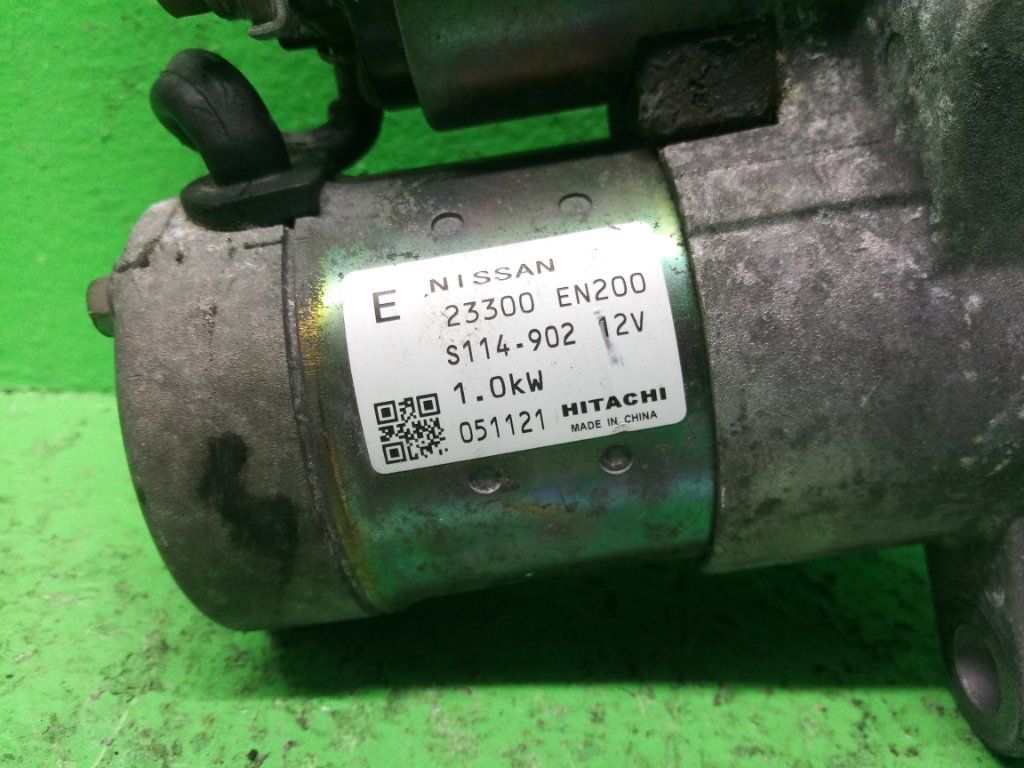 NISSAN
E 23300 EN200
S114-902 12V
1.0kW
051121 HITACHI
MADE IN CHINA